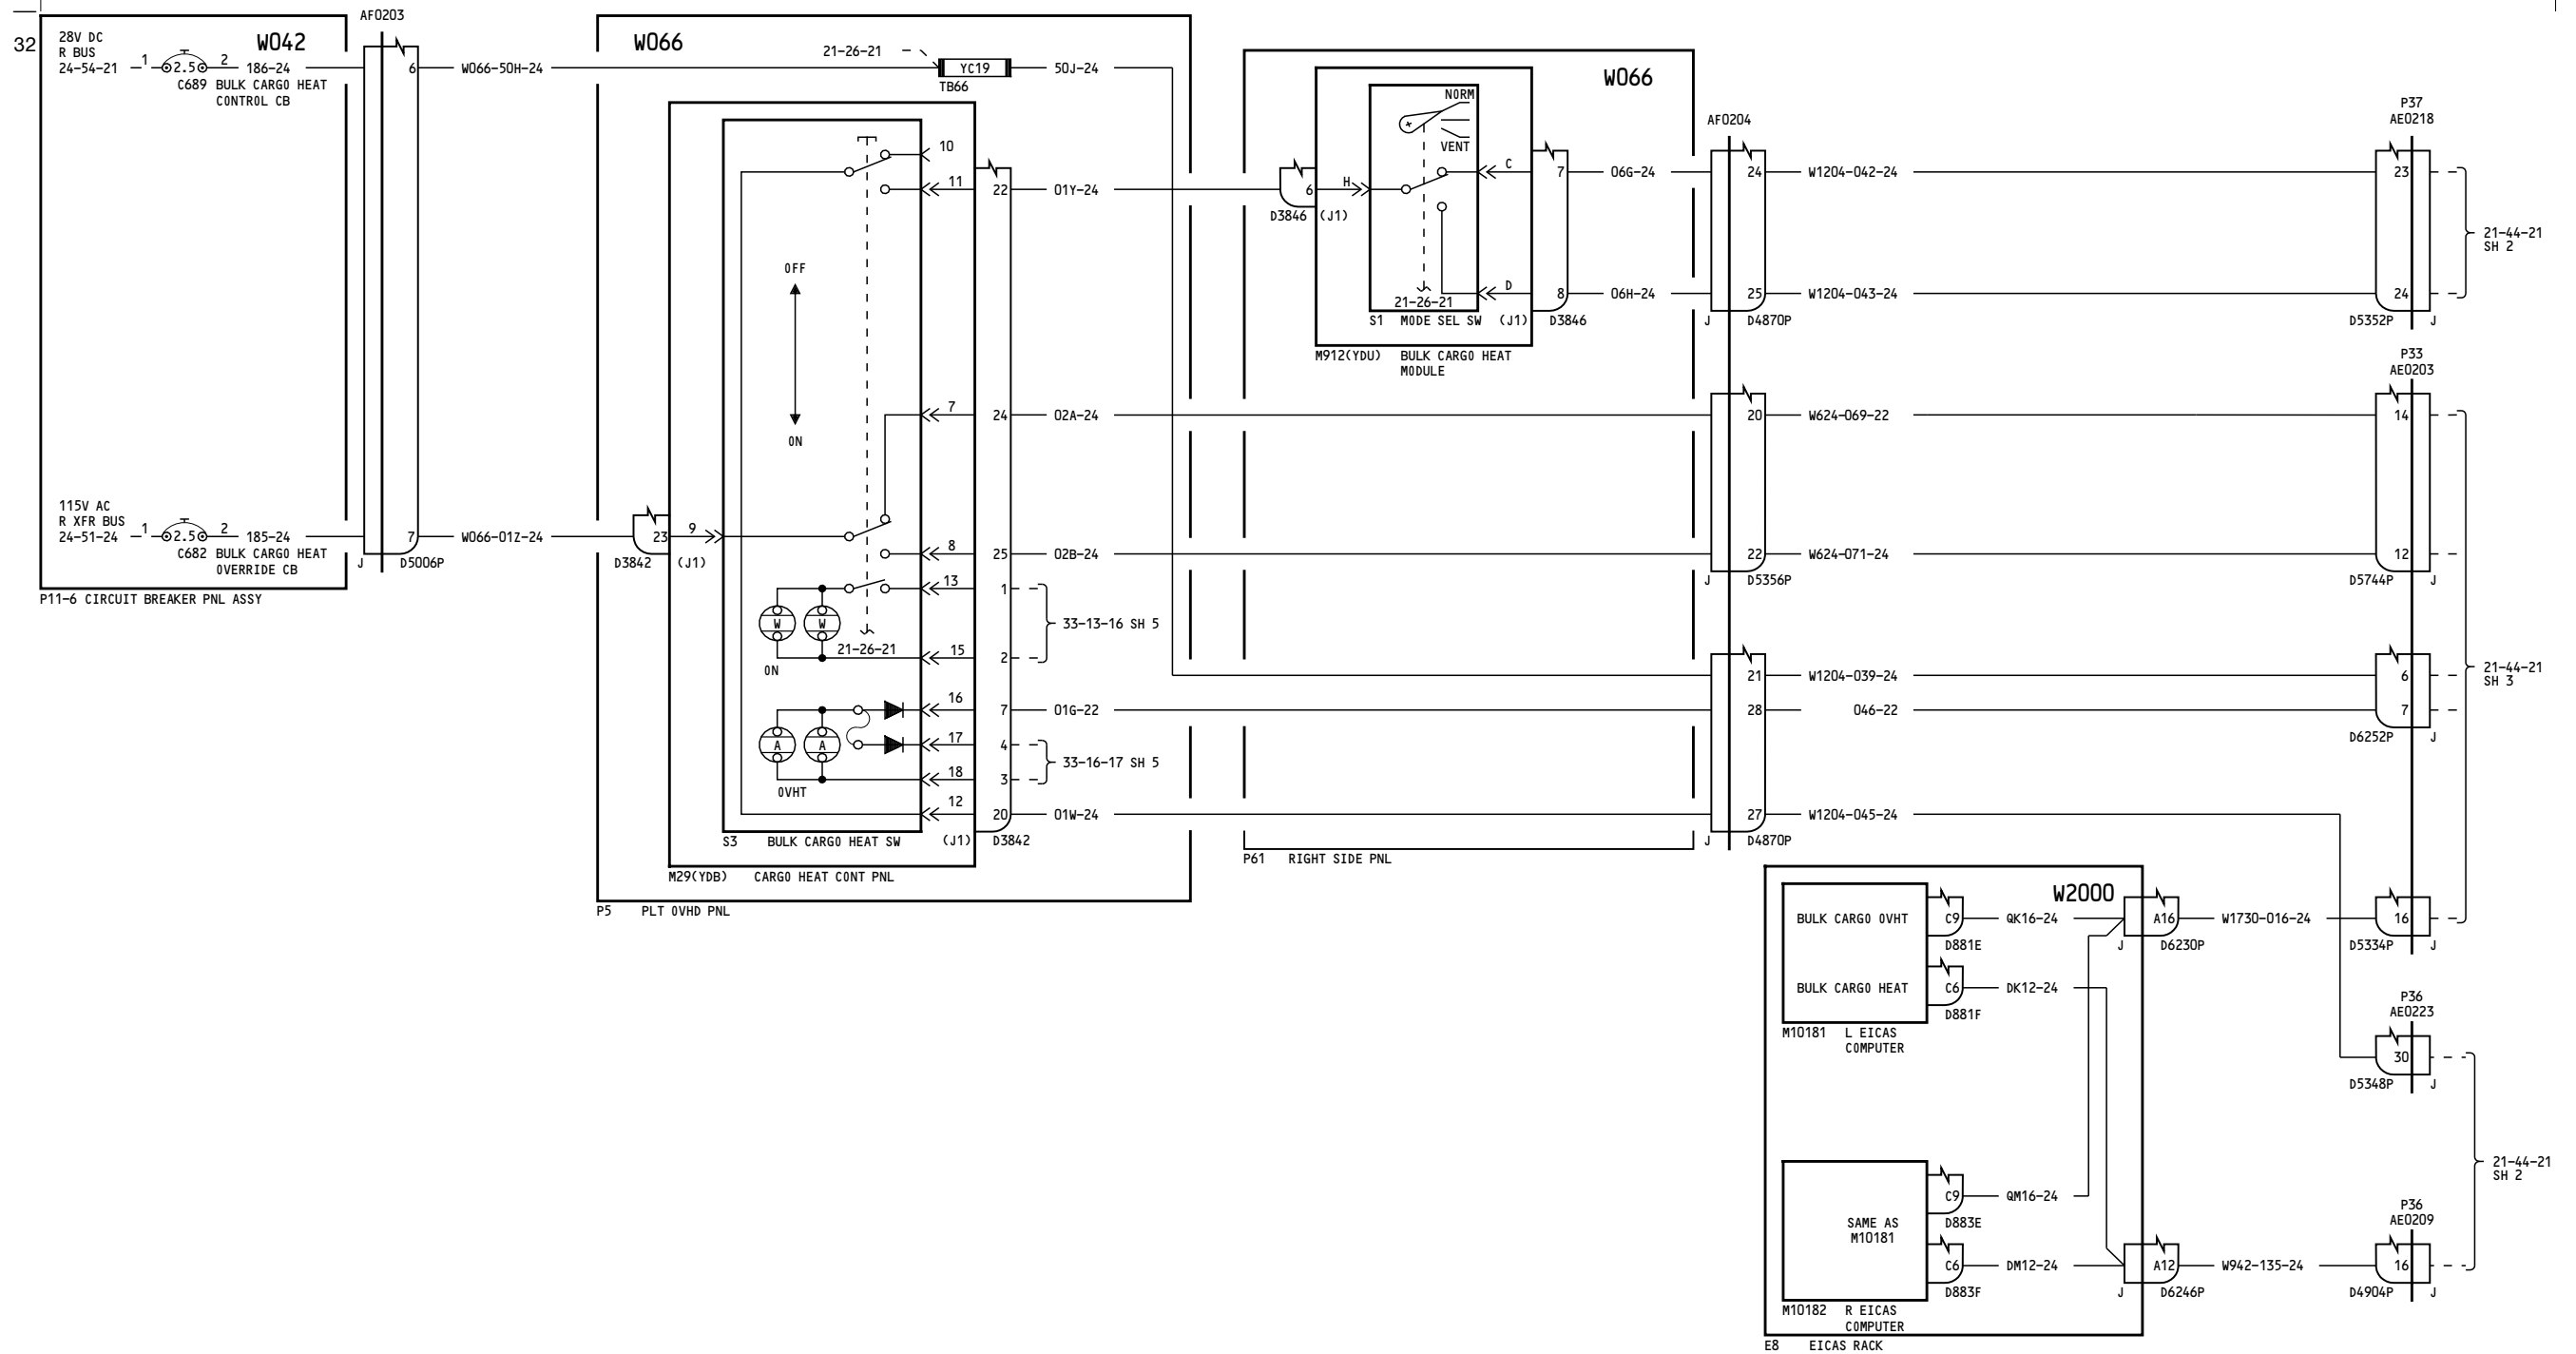 32
28V DC
R BUS
24-54-21
1
2.5
2
186-24
W042
C689 BULK CARGO HEAT
CONTROL CB
115V AC
R XFR BUS
24-51-24
1
2.5
2
185-24
C682 BULK CARGO HEAT
OVERRIDE CB
P11-6 CIRCUIT BREAKER PNL ASSY
AF0203
6
7
J
D5006P
W066-50H-24
W066-01Z-24
W066
21-26-21
YC19
TB66
50J-24
OFF
ON
10
11
7
9
8
13
15
16
17
18
12
W
W
21-26-21
ON
A
A
OVHT
S3 BULK CARGO HEAT SW
23
D3842
(J1)
22
24
25
1
2
7
4
3
20
(J1)
D3842
M29(YDB) CARGO HEAT CONT PNL
P5 PLT OVHD PNL
01Y-24
02A-24
02B-24
33-13-16 SH 5
01G-22
33-16-17 SH 5
01W-24
W066
NORM
VENT
6
H
D3846
(J1)
C
D
21-26-21
S1 MODE SEL SW
(J1)
7
8
D3846
M912(YDU) BULK CARGO HEAT
MODULE
P61 RIGHT SIDE PNL
06G-24
06H-24
AF0204
24
25
J
D4870P
20
22
J
D5356P
21
28
27
J
D4870P
W1204-042-24
W1204-043-24
W624-069-22
W624-071-24
W1204-039-24
046-22
W1204-045-24
P37
AE0218
23
24
D5352P
J
21-44-21
SH 2
P33
AE0203
14
12
D5744P
J
6
7
D6252P
J
21-44-21
SH 3
16
D5334P
J
W2000
BULK CARGO OVHT
C9
D881E
QK16-24
BULK CARGO HEAT
C6
D881F
DK12-24
M10181 L EICAS
COMPUTER
A16
J
D6230P
W1730-016-24
P36
AE0223
30
D5348P
J
21-44-21
SH 2
SAME AS
M10181
C9
D883E
QM16-24
C6
D883F
DM12-24
M10182 R EICAS
COMPUTER
A12
J
D6246P
W942-135-24
P36
AE0209
16
D4904P
J
E8 EICAS RACK